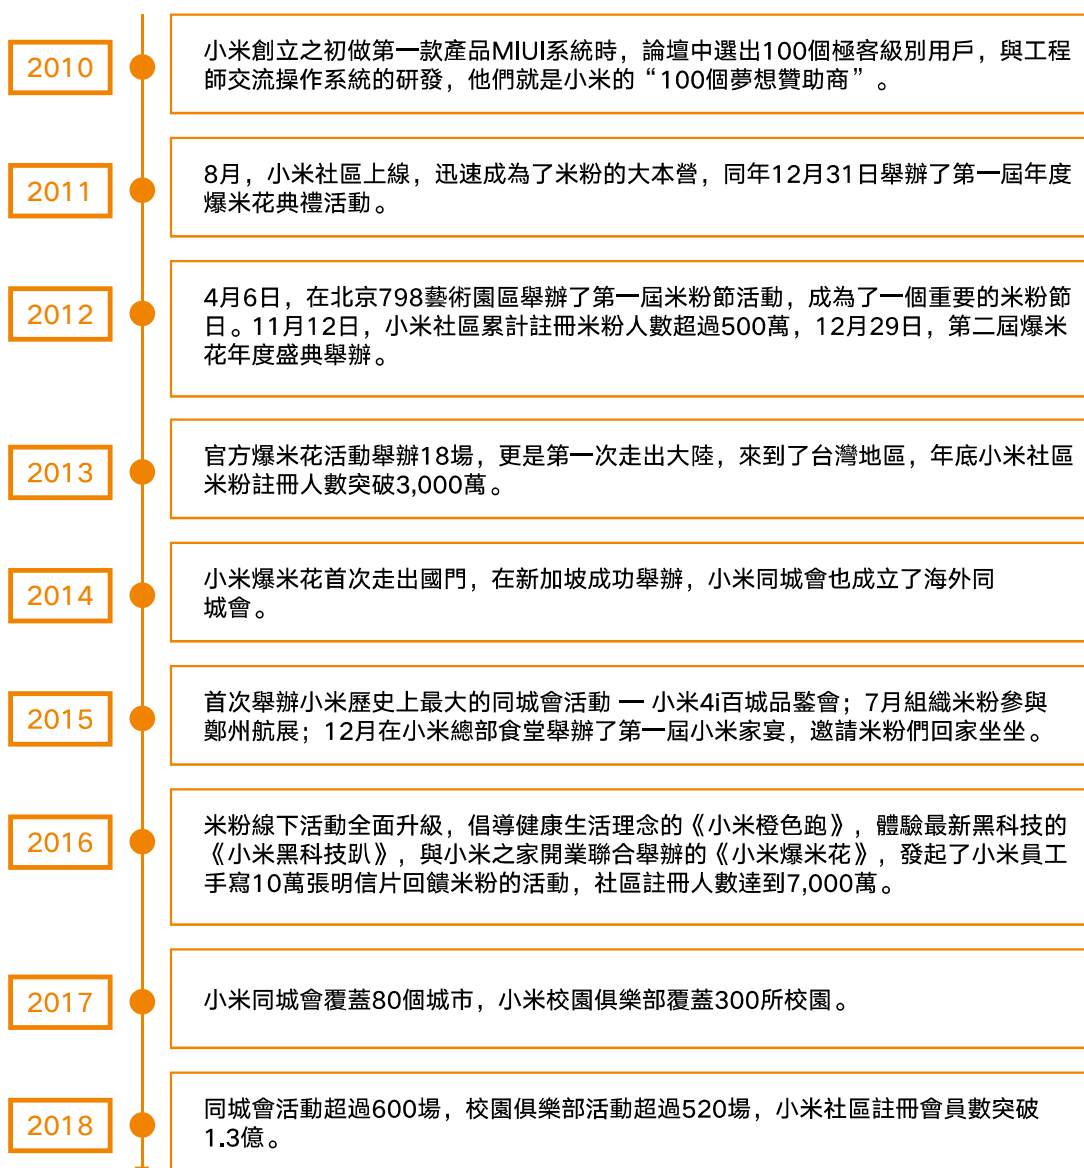 2010
小米創立之初做第一款產品MIUI系統時，論壇中選出100個極客級別用戶，與工程
師交流操作系統的研發，他們就是小米的“100個夢想贊助商”。
2011
8月，小米社區上線，迅速成為了米粉的大本營，同年12月31日舉辦了第一屆年度
爆米花典禮活動。
2012
4月6日，在北京798藝術園區舉辦了第一屆米粉節活動，成為了一個重要的米粉節
日。11月12日，小米社區累計註冊米粉人數超過500萬，12月29日，第二屆爆米
花年度盛典舉辦。
2013
官方爆米花活動舉辦18場，更是第一次走出大陸，來到了台灣地區，年底小米社區
米粉註冊人數突破3,000萬。
2014
小米爆米花首次走出國門，在新加坡成功舉辦，小米同城會也成立了海外同
城會。
2015
首次舉辦小米歷史上最大的同城會活動 — 小米4i百城品鑒會；7月組織米粉參與
鄭州航展；12月在小米總部食堂舉辦了第一屆小米家宴，邀請米粉們回家坐坐。
2016
米粉線下活動全面升級，倡導健康生活理念的《小米橙色跑》，體驗最新黑科技的
《小米黑科技趴》，與小米之家開業聯合舉辦的《小米爆米花》，發起了小米員工
手寫10萬張明信片回饋米粉的活動，社區註冊人數達到7,000萬。
2017
小米同城會覆蓋80個城市，小米校園俱樂部覆蓋300所校園。
2018
同城會活動超過600場，校園俱樂部活動超過520場，小米社區註冊會員數突破
1.3億。